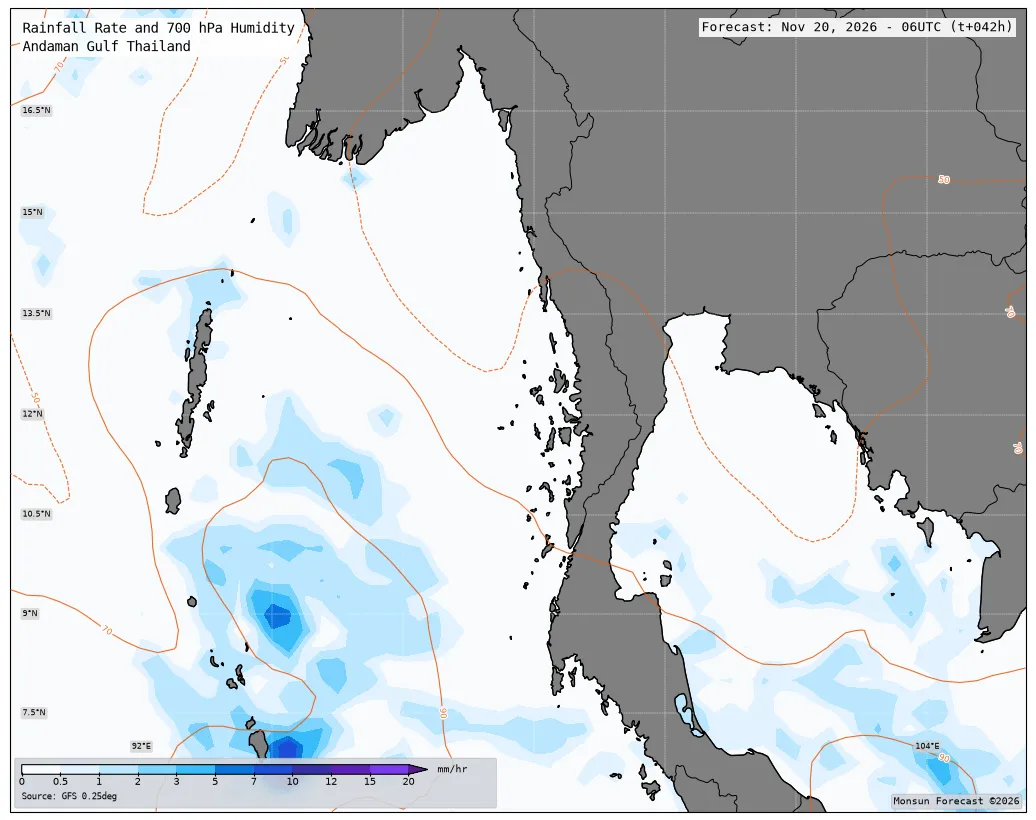 Rainfall Rate and 700 hPa Humidity
Andaman Gulf Thailand
Forecast: Nov 20, 2026 - 06UTC (t+042h)
70
50
16.5°N
50
15°N
13.5°N
70
50
12°N
70
10.5°N
9°N
70
7.5°N
90
92°E
104°E
90
0 0.5 1 2 3 5 7 10 12 15 20 mm/hr
Source: GFS 0.25deg
Monsun Forecast ©2026